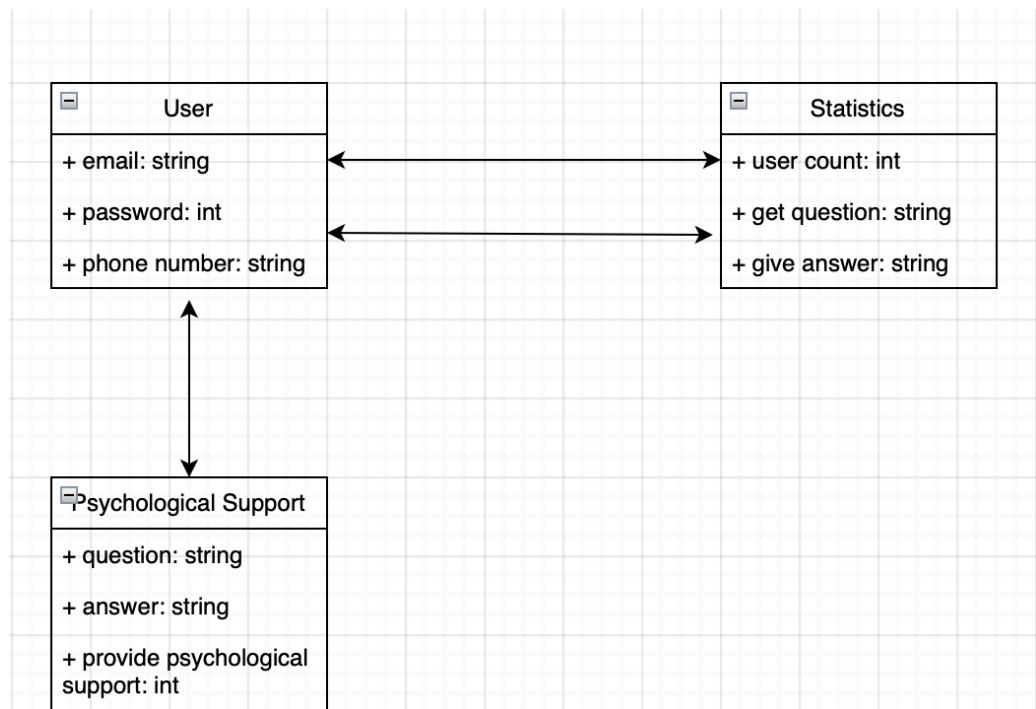 User
+ email: string
+ password: int
+ phone number: string
Statistics
+ user count: int
+ get question: string
+ give answer: string
Psychological Support
+ question: string
+ answer: string
+ provide psychological
support: int